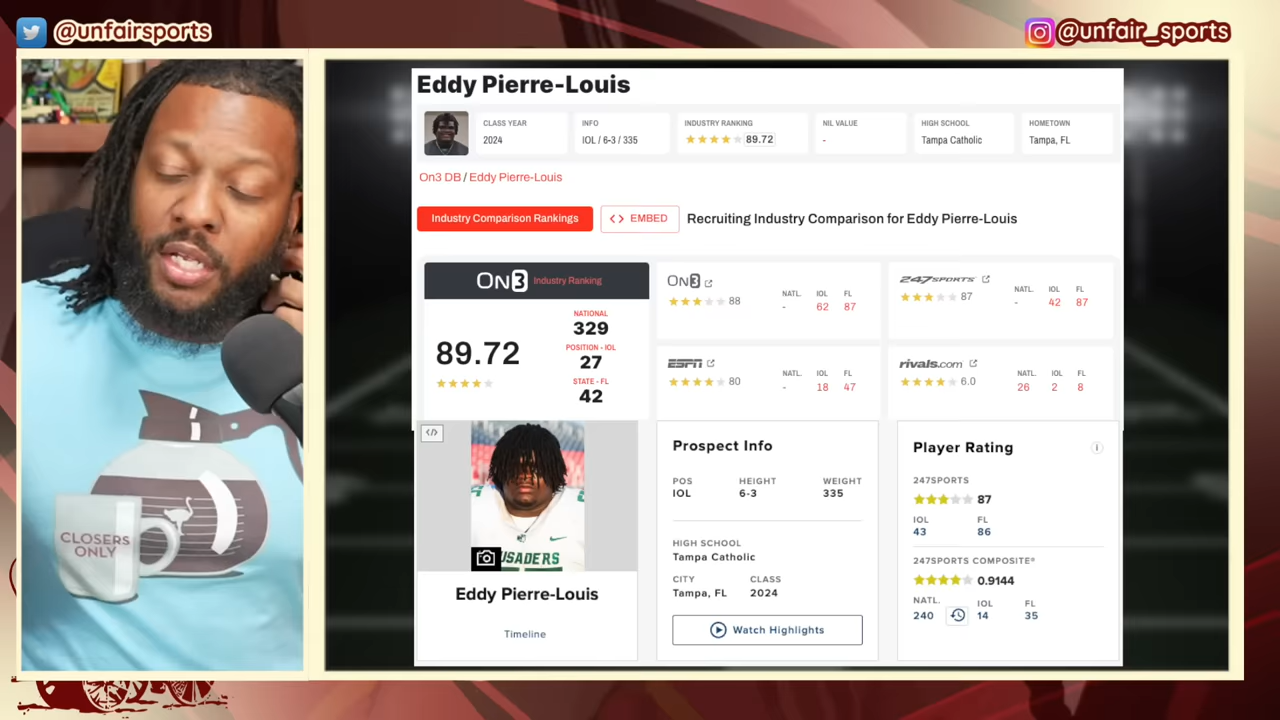 @unfairsports
@unfair_sports
Eddy Pierre-Louis
CLASS YEAR
2024
INFO
IOL / 6-3 / 335
INDUSTRY RANKING
89.72
NIL VALUE
-
HIGH SCHOOL
Tampa Catholic
HOMETOWN
Tampa, FL
On3 DB / Eddy Pierre-Louis
Industry Comparison Rankings
<> EMBED
Recruiting Industry Comparison for Eddy Pierre-Louis
On3 Industry Ranking
89.72
NATIONAL
329
POSITION - IOL
27
STATE - FL
42
On3
88
NATL. IOL FL
- 62 87
247SPORTS
87
NATL. IOL FL
- 42 87
ESPN
80
NATL. IOL FL
- 18 47
rivals.com
6.0
NATL. IOL FL
26 2 8
</>
USADERS
Eddy Pierre-Louis
Timeline
Prospect Info
POS HEIGHT WEIGHT
IOL 6-3 335
HIGH SCHOOL
Tampa Catholic
CITY CLASS
Tampa, FL 2024
Watch Highlights
Player Rating
i
247SPORTS
87
IOL FL
43 86
247SPORTS COMPOSITE®
0.9144
NATL. IOL FL
240 14 35
CLOSERS
ONLY